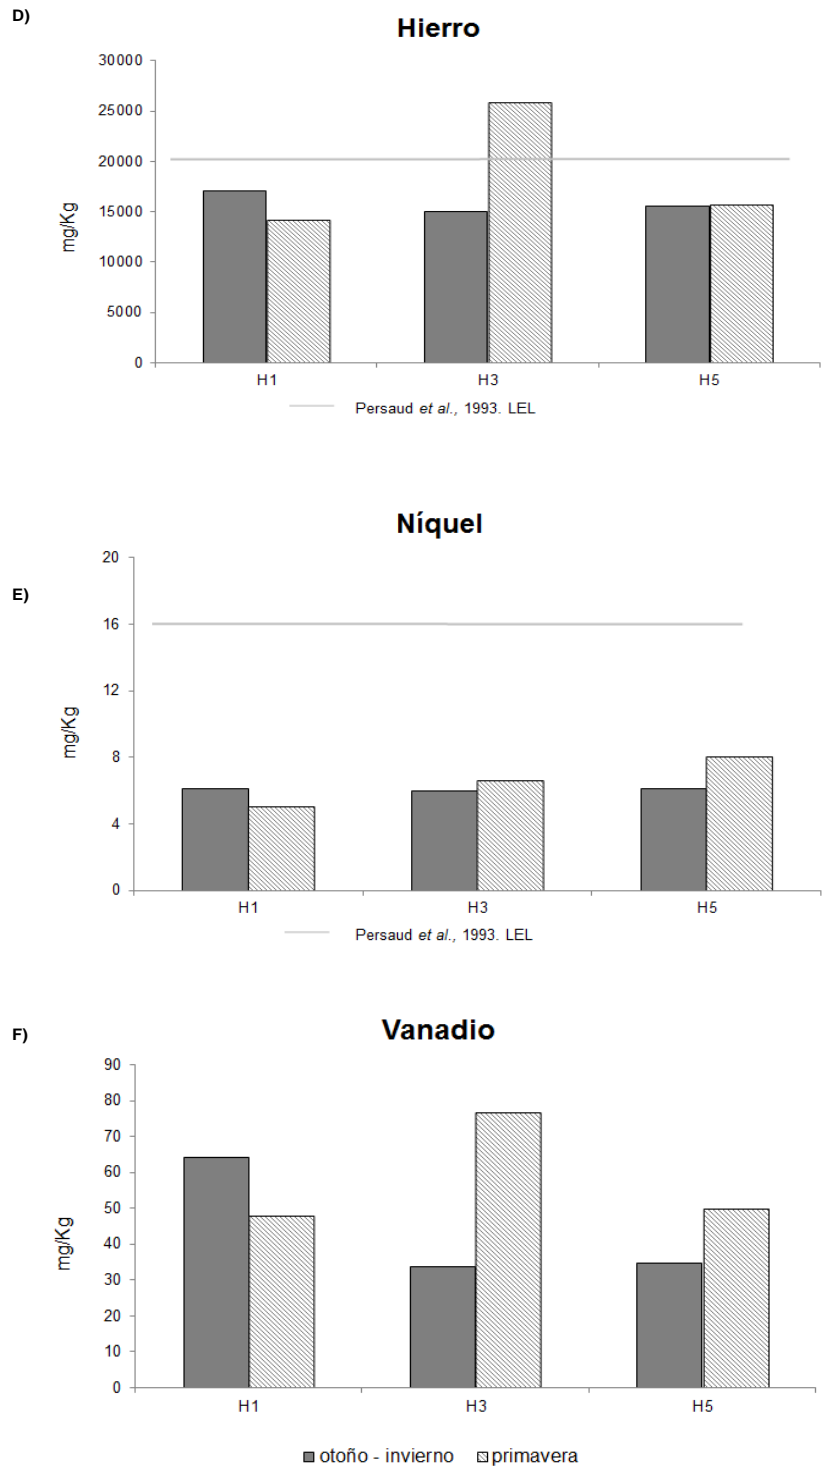 D)
Hierro
30000
25000
20000
15000
10000
5000
0
mg/Kg
H1 H3 H5
Persaud et al., 1993. LEL
Níquel
E)
20
16
12
8
4
0
mg/Kg
H1 H3 H5
Persaud et al., 1993. LEL
F)
Vanadio
90
80
70
60
50
40
30
20
10
0
mg/Kg
H1 H3 H5
otoño - invierno primavera